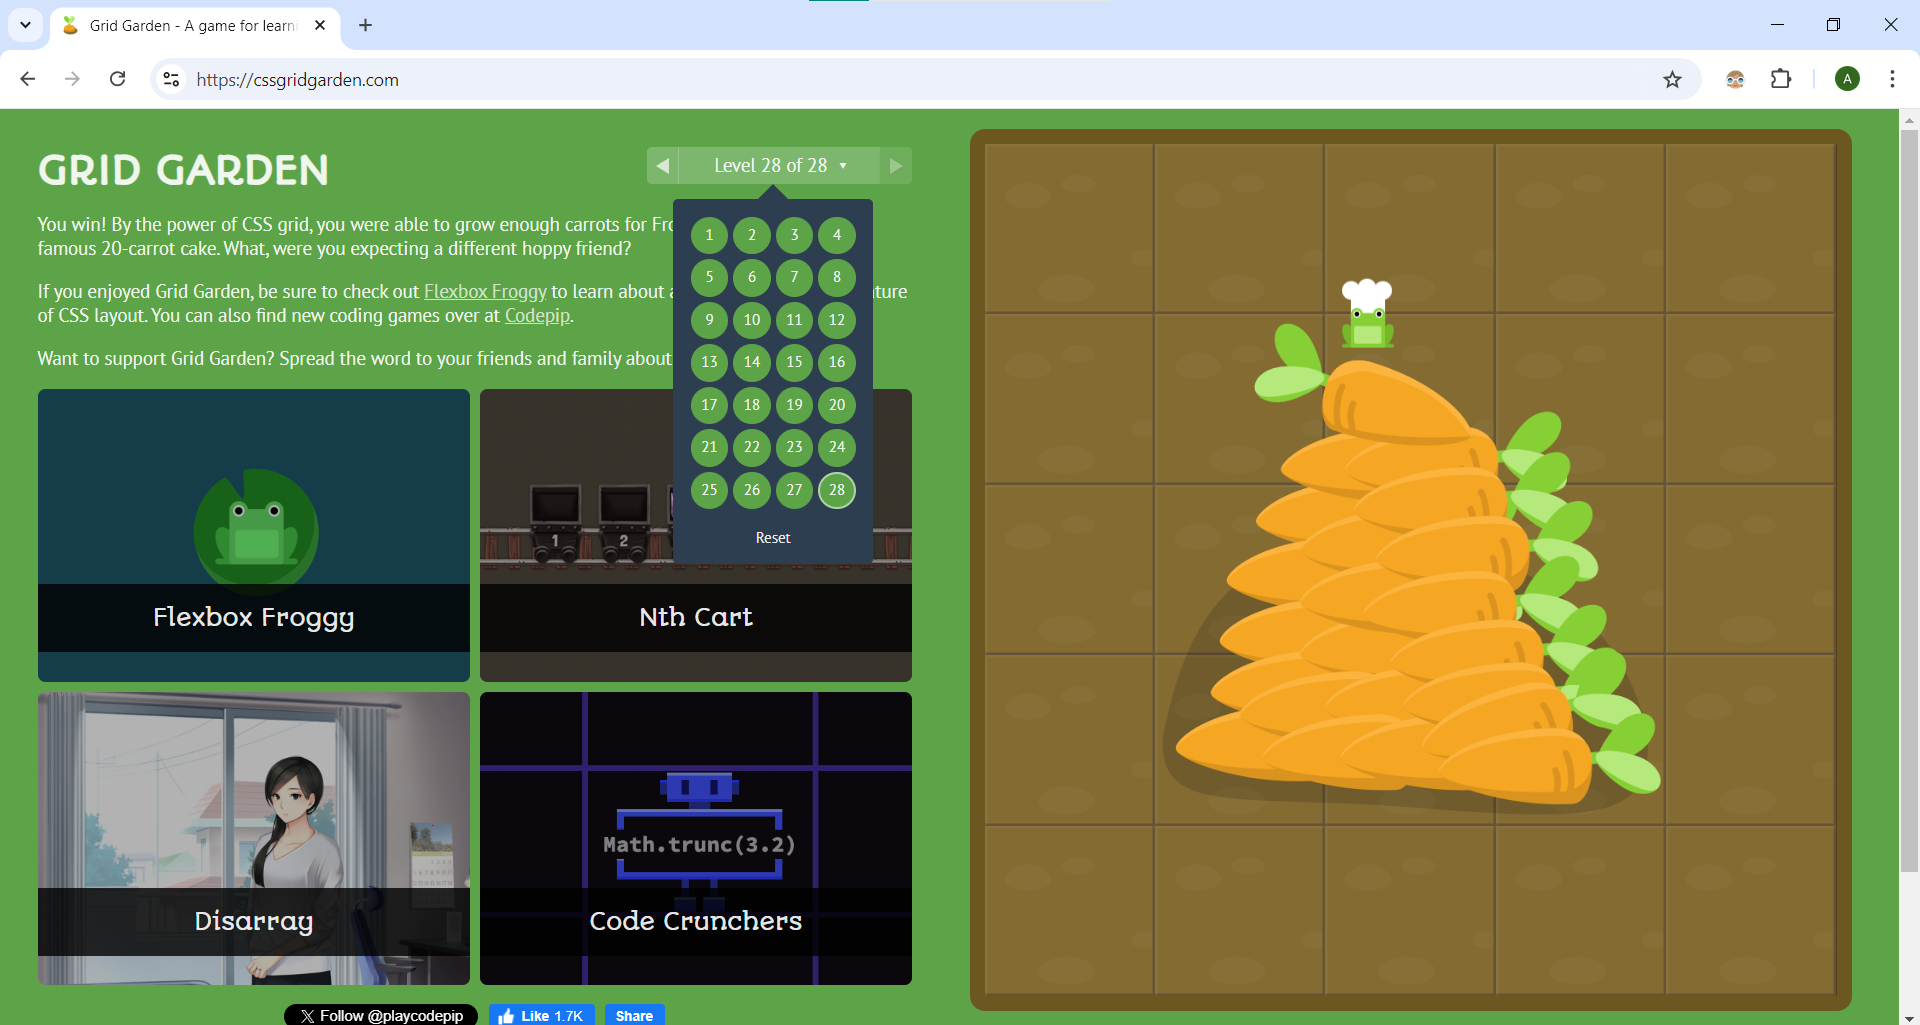 Grid Garden - A game for learni
https://cssgridgarden.com
A
GRID GARDEN
Level 28 of 28
You win! By the power of CSS grid, you were able to grow enough carrots for Fro
famous 20-carrot cake. What, were you expecting a different hoppy friend?
If you enjoyed Grid Garden, be sure to check out Flexbox Froggy to learn about a ture
of CSS layout. You can also find new coding games over at Codepip.
Want to support Grid Garden? Spread the word to your friends and family about
1 2 3 4
5 6 7 8
9 10 11 12
13 14 15 16
17 18 19 20
21 22 23 24
25 26 27 28
Reset
1 2
Flexbox Froggy
Nth Cart
Math.trunc(3.2)
Disarray
Code Crunchers
X Follow @playcodepip
Like 1.7K
Share